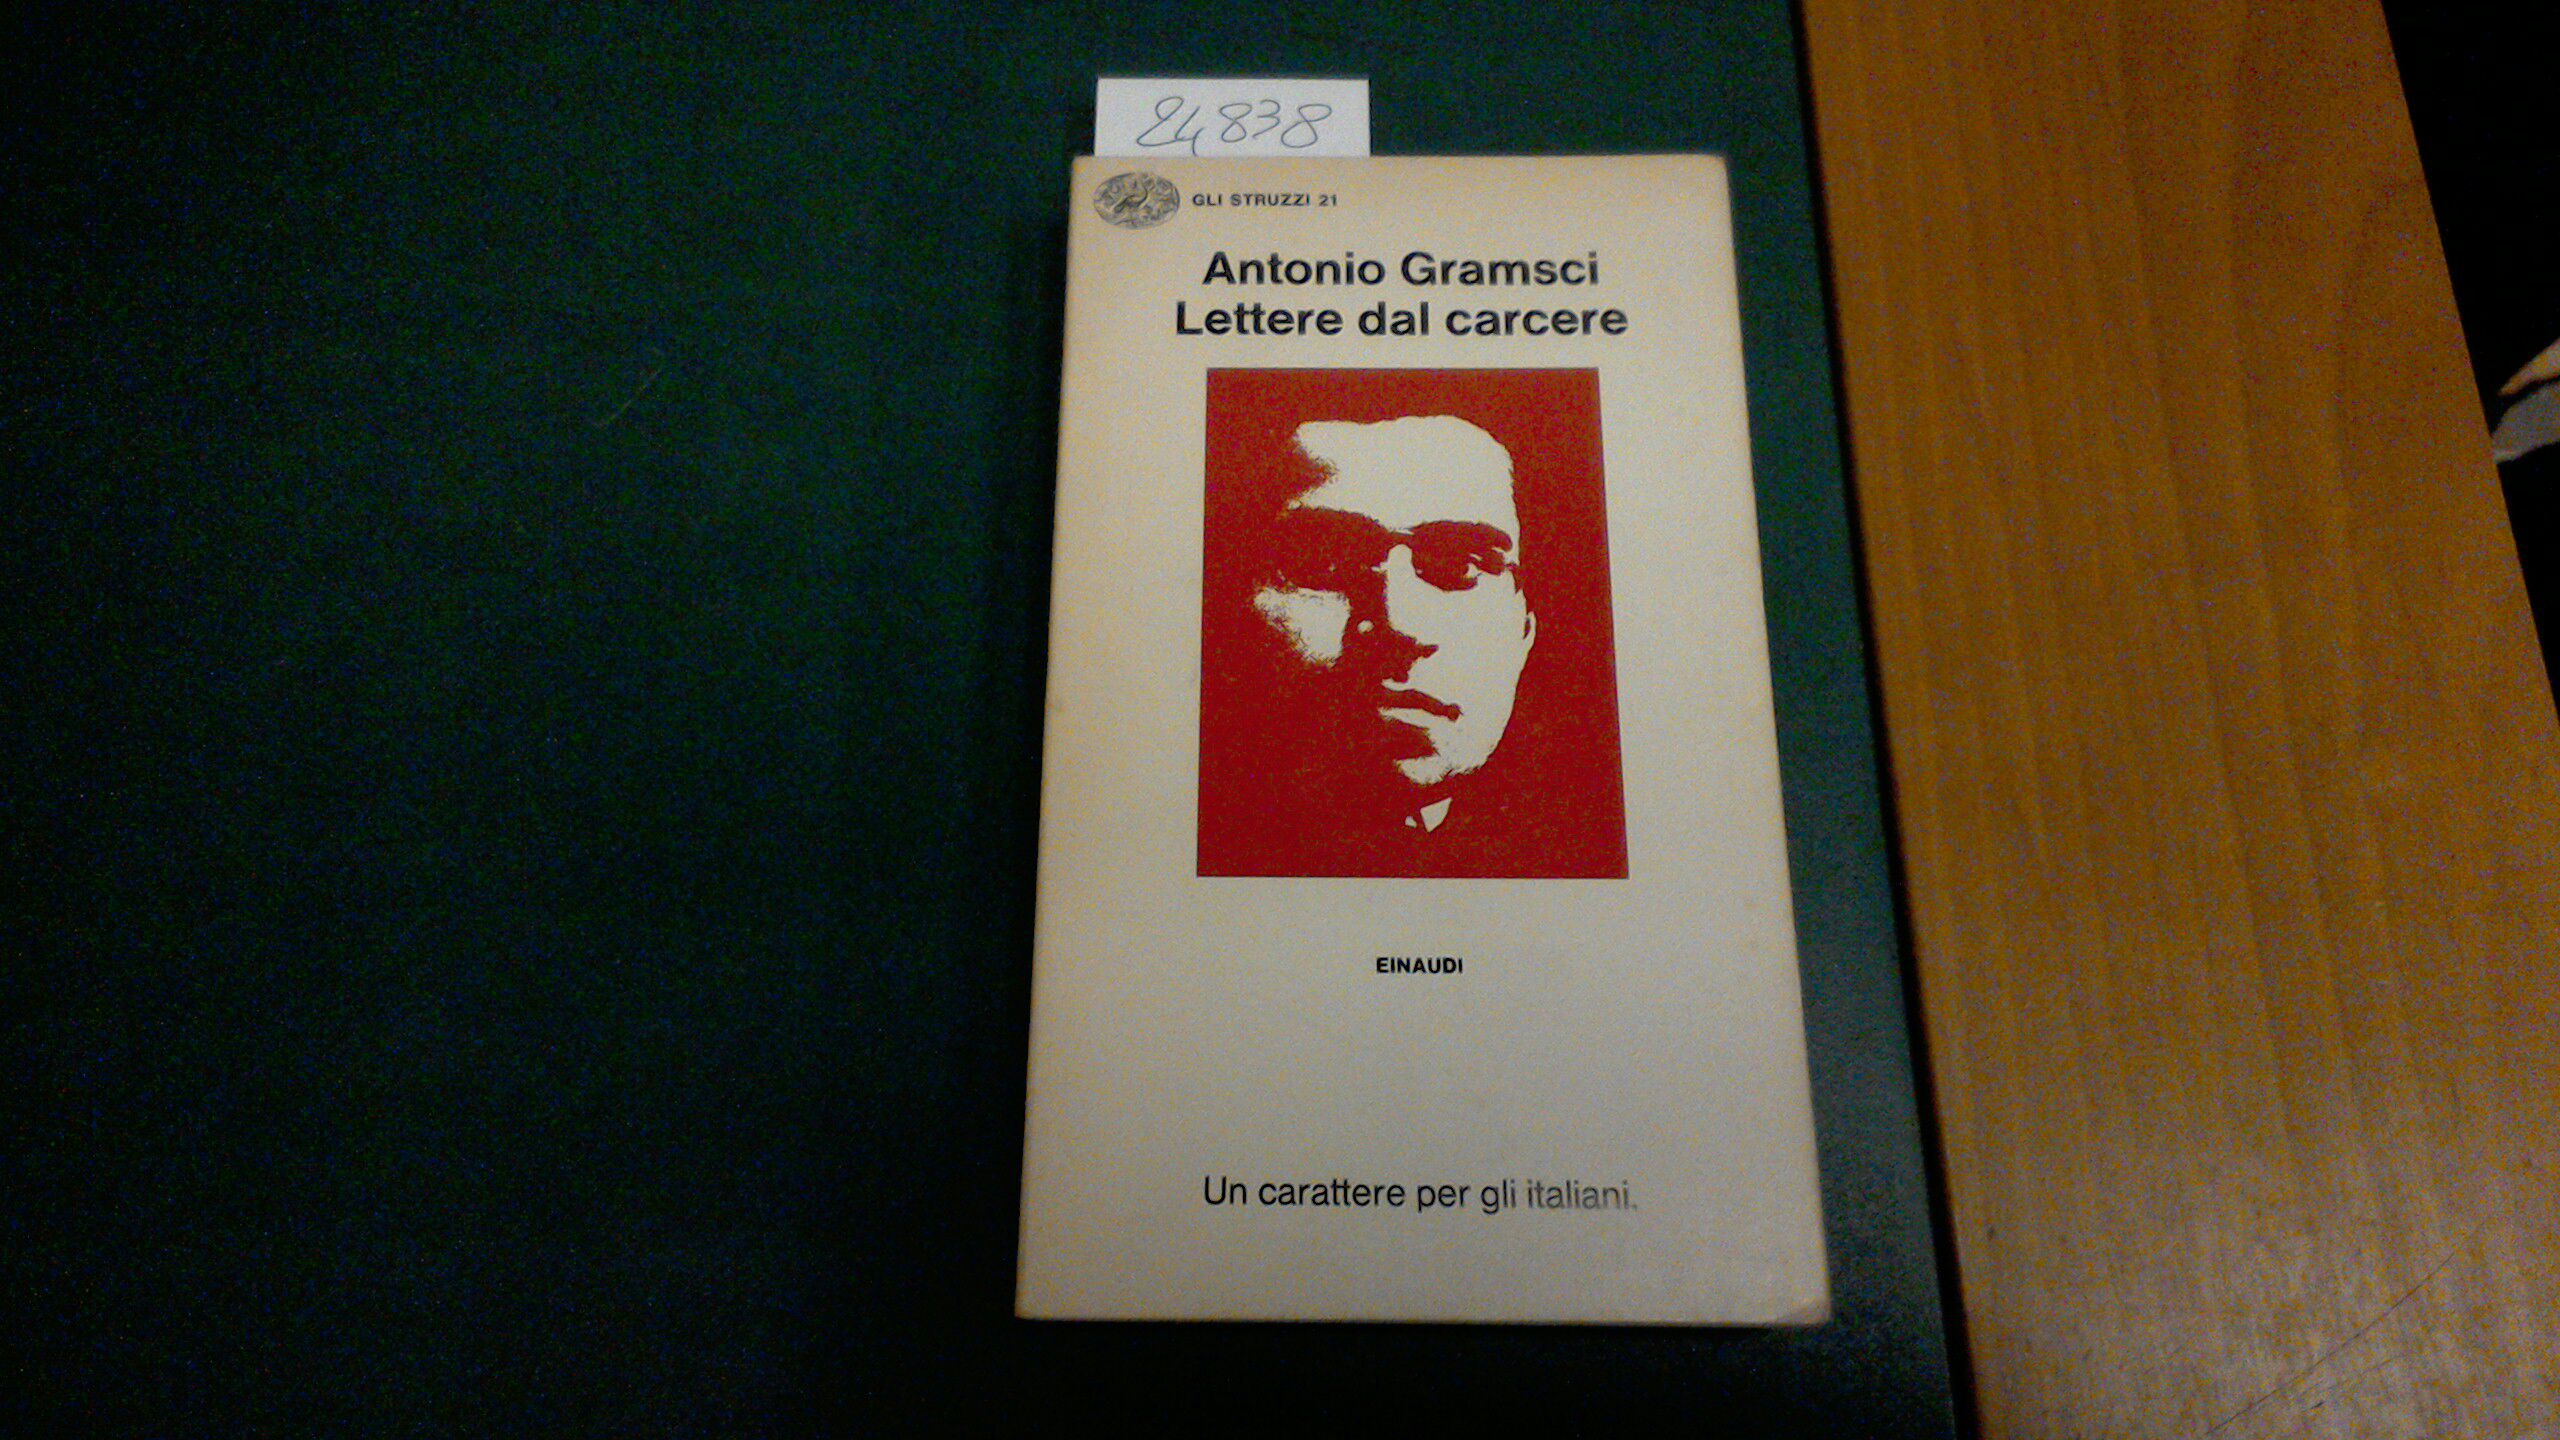 24838
GLI STRUZZI 21
Antonio Gramsci
Lettere dal carcere
EINAUDI
Un carattere per gli italiani.